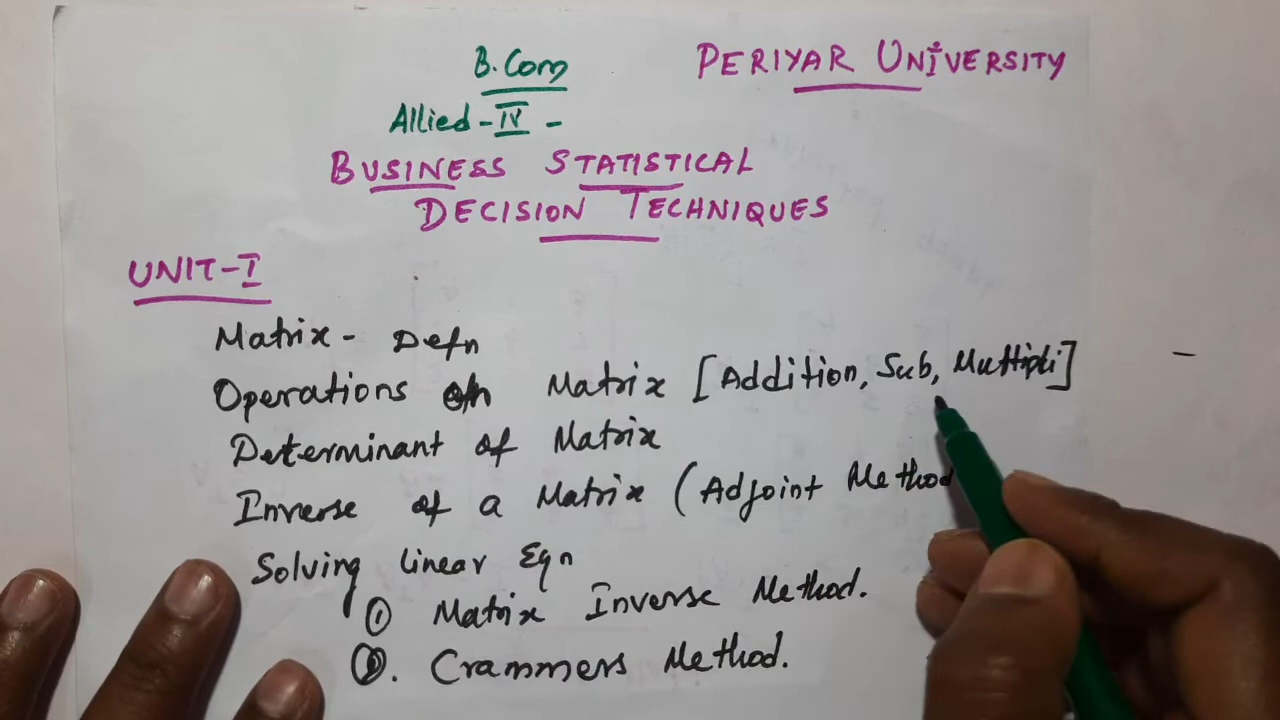 B.Com
PERIYAR UNIVERSITY
Allied - IV -
BUSINESS STATISTICAL
DECISION TECHNIQUES
UNIT-I
Matrix - Defn
Operations on Matrix [Addition, Sub, Multipli]
Determinant of Matrix
Inverse of a Matrix (Adjoint Method
Solving Linear Eqn
① Matrix Inverse Method.
②. Crammers Method.